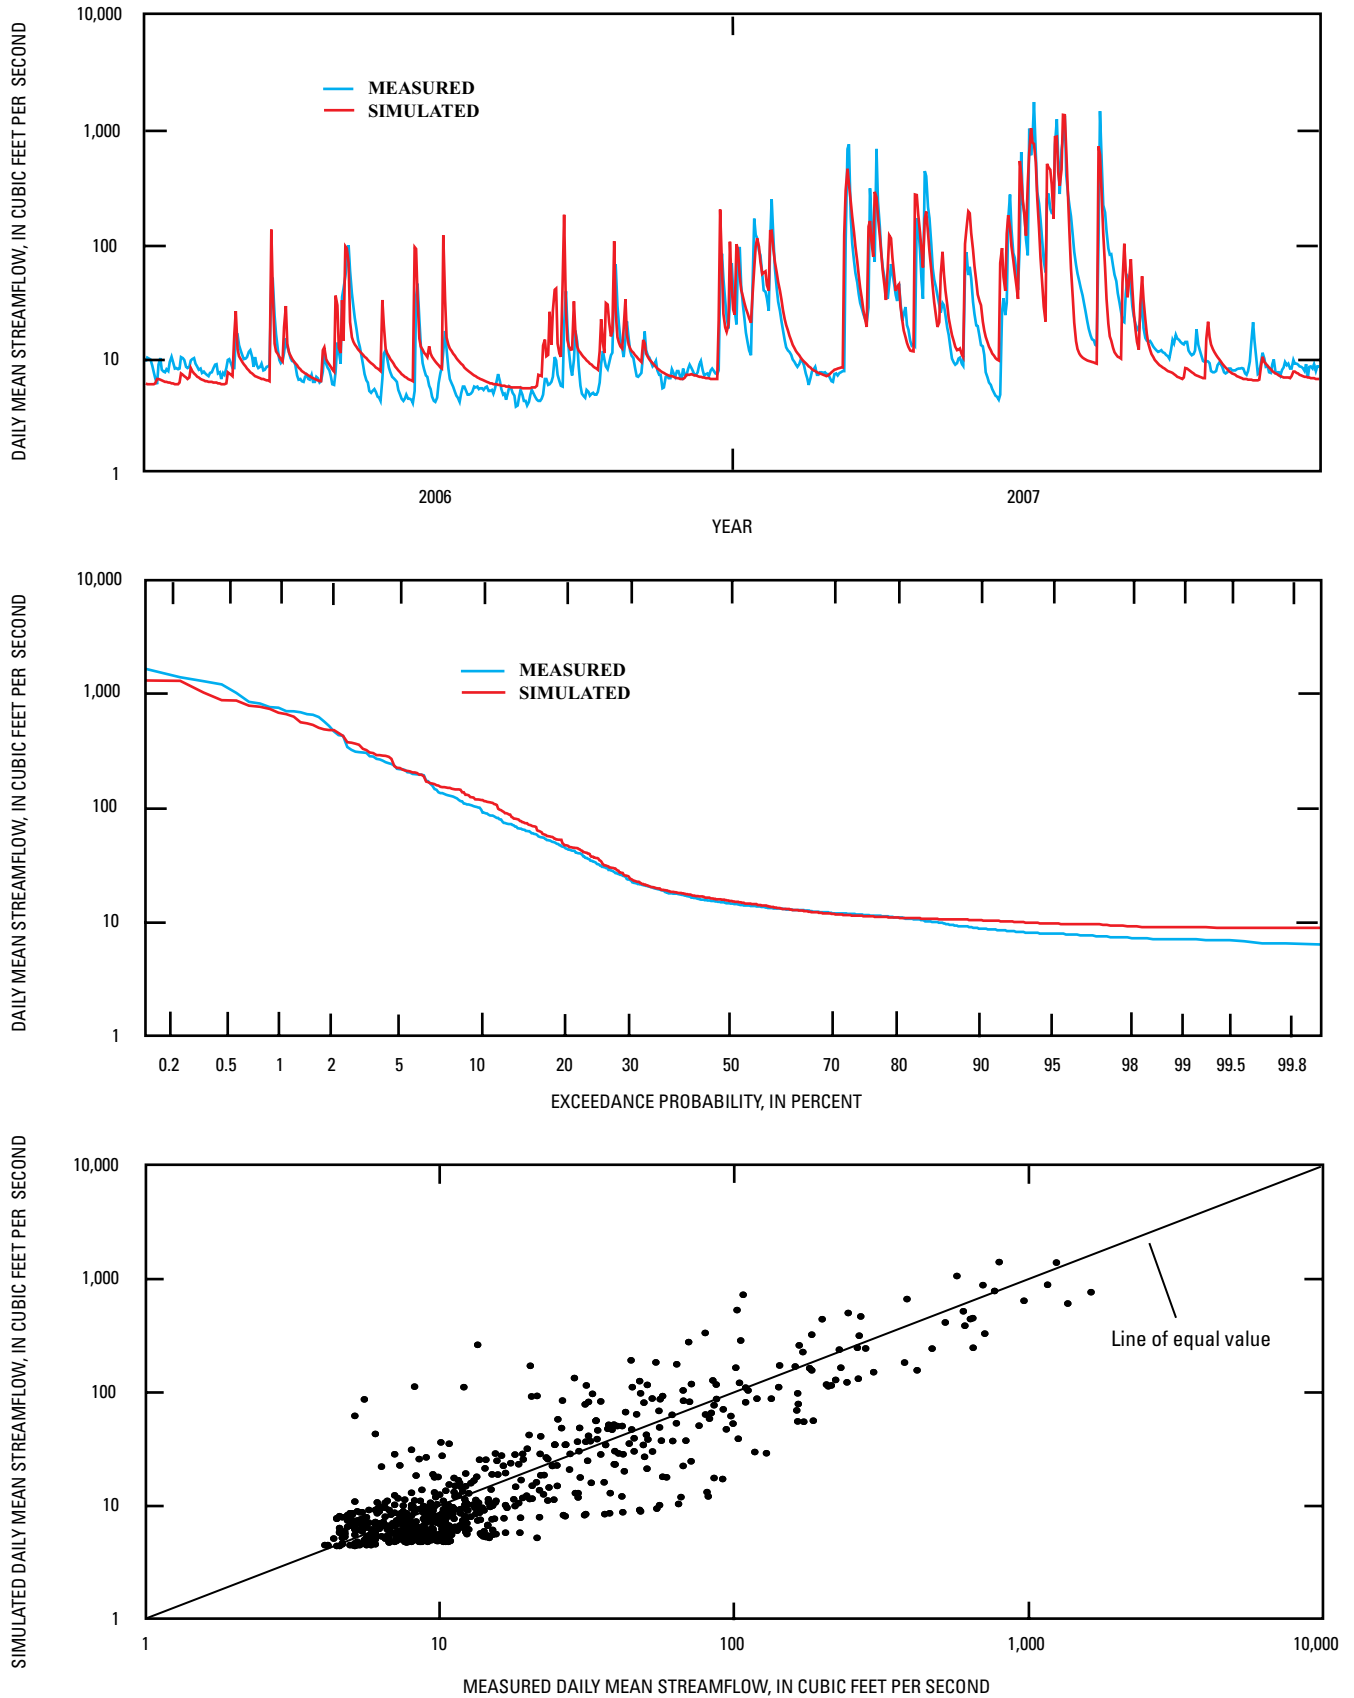 DAILY MEAN STREAMFLOW, IN CUBIC FEET PER SECOND
10,000
1,000
100
10
1
MEASURED
SIMULATED
2006
2007
YEAR
DAILY MEAN STREAMFLOW, IN CUBIC FEET PER SECOND
10,000
1,000
100
10
1
MEASURED
SIMULATED
0.2 0.5 1 2 5 10 20 30 50 70 80 90 95 98 99 99.5 99.8
EXCEEDANCE PROBABILITY, IN PERCENT
SIMULATED DAILY MEAN STREAMFLOW, IN CUBIC FEET PER SECOND
10,000
1,000
100
10
1
Line of equal value
1 10 100 1,000 10,000
MEASURED DAILY MEAN STREAMFLOW, IN CUBIC FEET PER SECOND